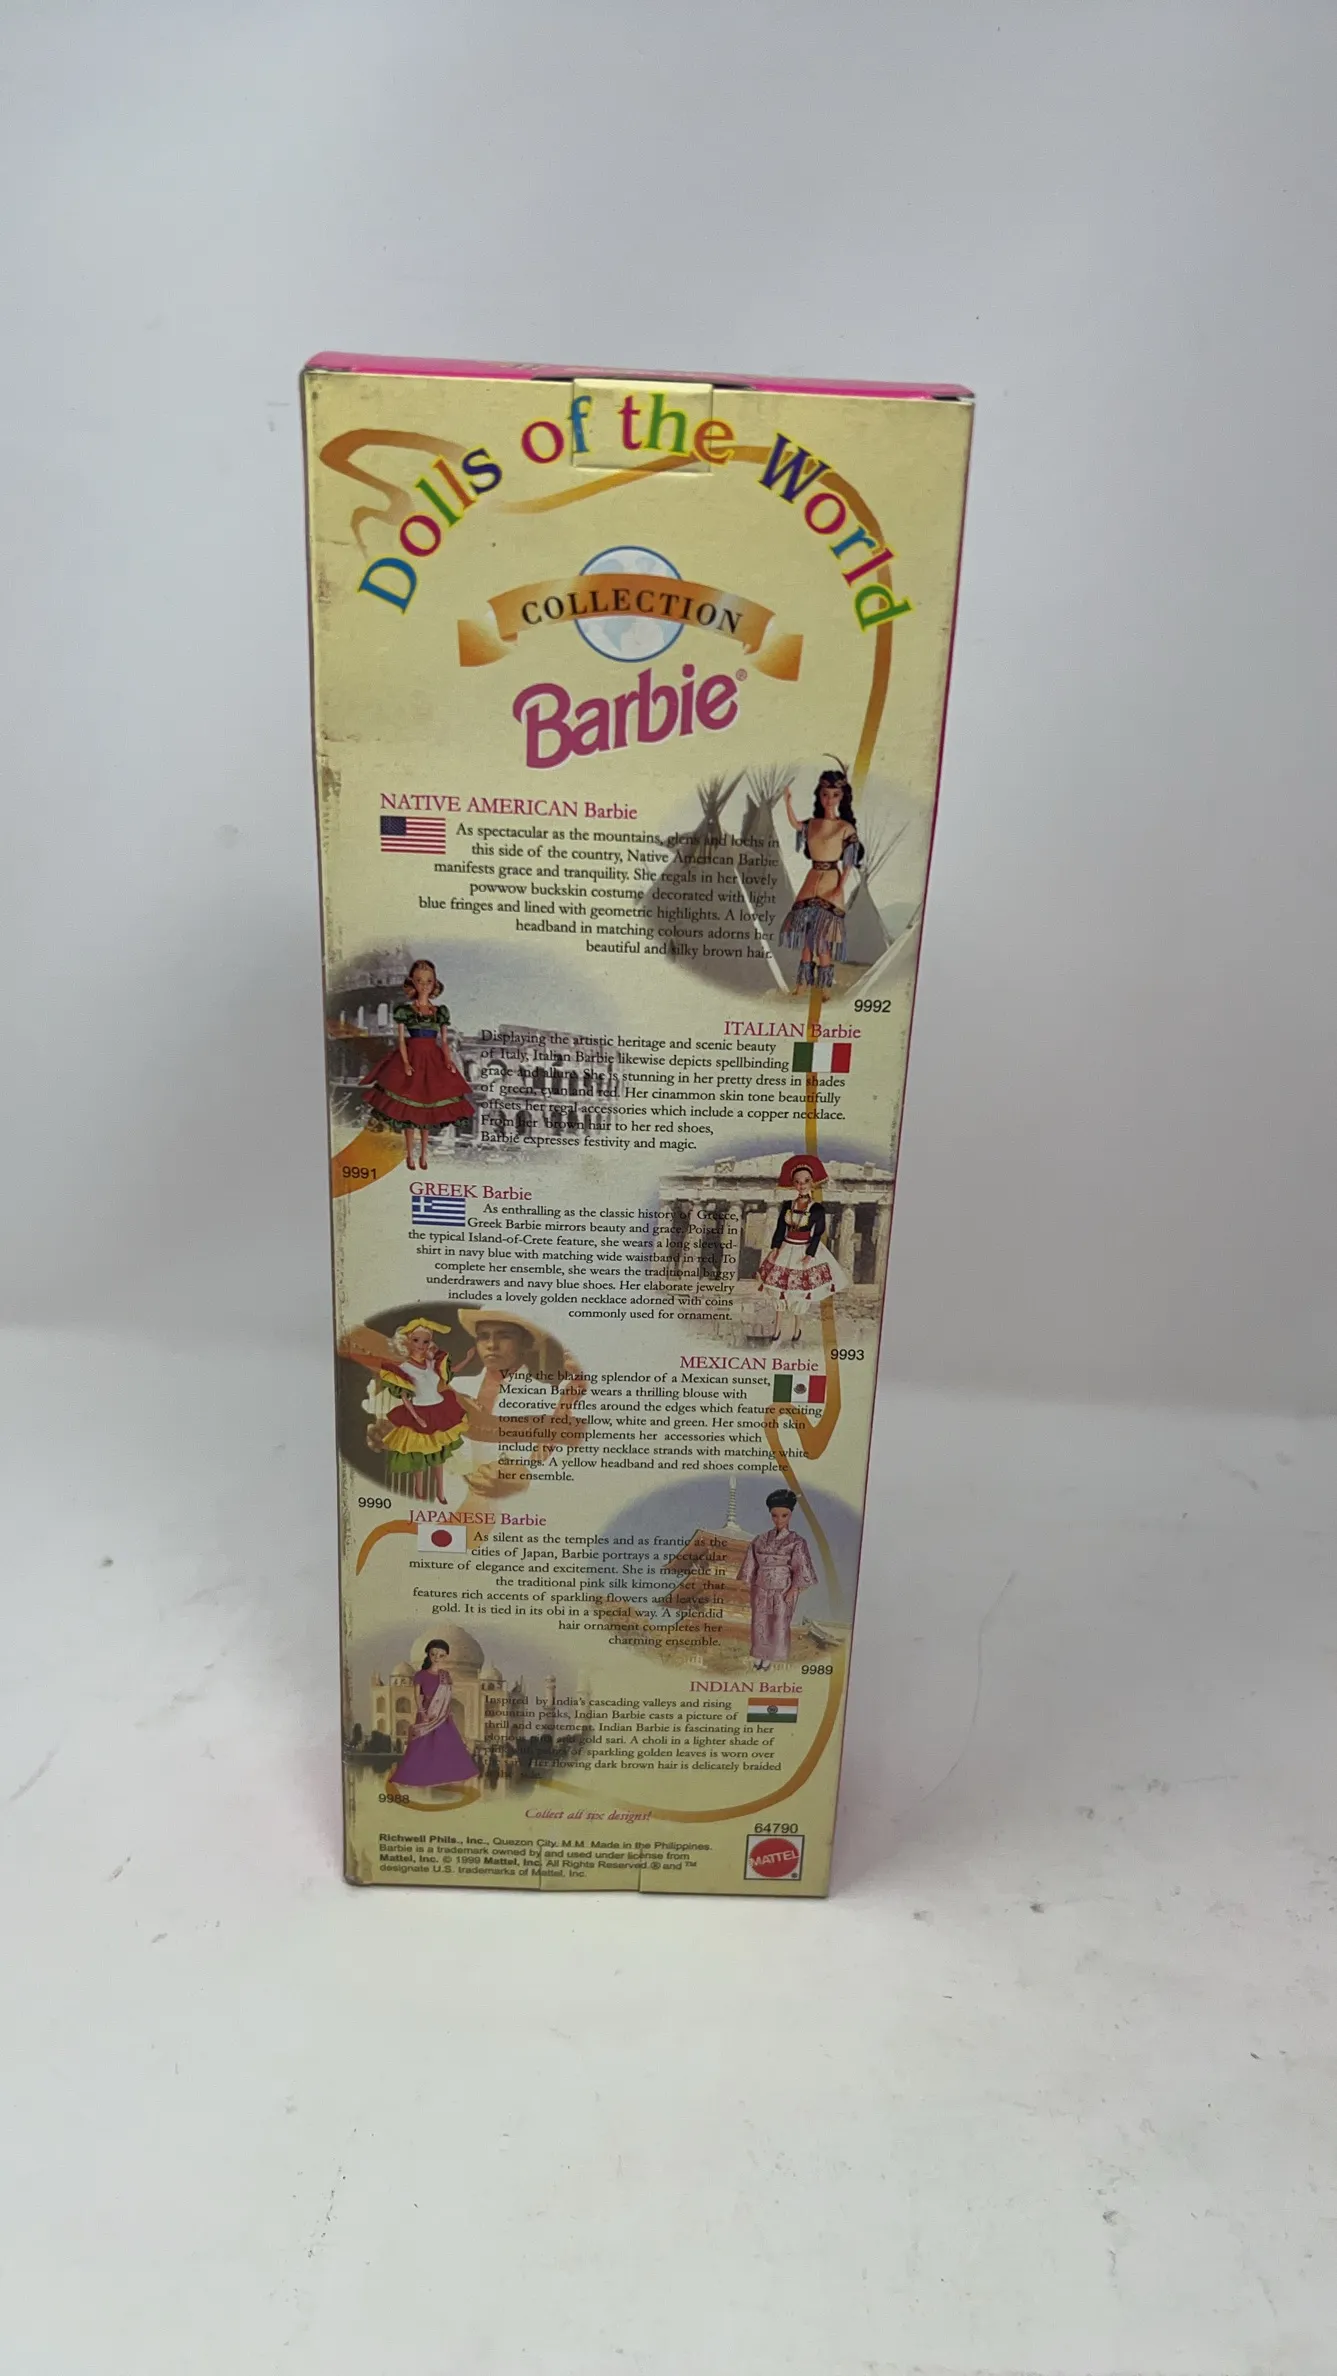 Dolls of the World
COLLECTION
Barbie®
NATIVE AMERICAN Barbie
As spectacular as the mountains, glens and lochs in
this side of the country, Native American Barbie
manifests grace and tranquility. She regals in her lovely
powwow buckskin costume decorated with light
blue fringes and lined with geometric highlights. A lovely
headband in matching colours adorns her
beautiful and silky brown hair.
9992
ITALIAN Barbie
Displaying the artistic heritage and scenic beauty
of Italy, Italian Barbie likewise depicts spellbinding
grace and allure. She is stunning in her pretty dress in shades
of green, cyan and red. Her cinammon skin tone beautifully
offsets her regal accessories which include a copper necklace.
From her brown hair to her red shoes,
Barbie expresses festivity and magic.
9991
GREEK Barbie
As enthralling as the classic history of Greece,
Greek Barbie mirrors beauty and grace. Poised in
the typical Island-of-Crete feature, she wears a long sleeved-
shirt in navy blue with matching wide waistband in red. To
complete her ensemble, she wears the traditional baggy
underdrawers and navy blue shoes. Her elaborate jewelry
includes a lovely golden necklace adorned with coins
commonly used for ornament.
9993
MEXICAN Barbie
Vying the blazing splendor of a Mexican sunset,
Mexican Barbie wears a thrilling blouse with
decorative ruffles around the edges which feature exciting
tones of red, yellow, white and green. Her smooth skin
beautifully complements her accessories which
include two pretty necklace strands with matching white
earrings. A yellow headband and red shoes complete
her ensemble.
9990
JAPANESE Barbie
As silent as the temples and as frantic as the
cities of Japan, Barbie portrays a spectacular
mixture of elegance and excitement. She is magnetic in
the traditional pink silk kimono set that
features rich accents of sparkling flowers and leaves in
gold. It is tied in its obi in a special way. A splendid
hair ornament completes her
charming ensemble.
9989
INDIAN Barbie
Inspired by India's cascading valleys and rising
mountain peaks, Indian Barbie casts a picture of
thrill and excitement. Indian Barbie is fascinating in her
glorious pink and gold sari. A choli in a lighter shade of
of sparkling golden leaves is worn over
Her flowing dark brown hair is delicately braided
9988
Collect all six designs!
64790
Richwell Phils., Inc., Quezon City, M.M. Made in the Philippines.
Barbie is a trademark owned by and used under license from
Mattel, Inc. © 1999 Mattel, Inc. All Rights Reserved. ® and ™
designate U.S. trademarks of Mattel, Inc.
MATTEL